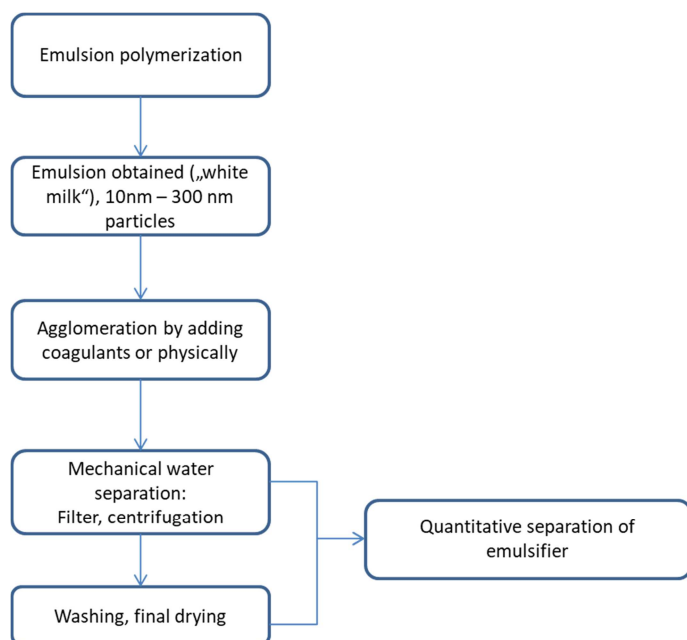 Emulsion polymerization
Emulsion obtained („white
milk“), 10nm – 300 nm
particles
Agglomeration by adding
coagulants or physically
Mechanical water
separation:
Filter, centrifugation
Quantitative separation of
emulsifier
Washing, final drying